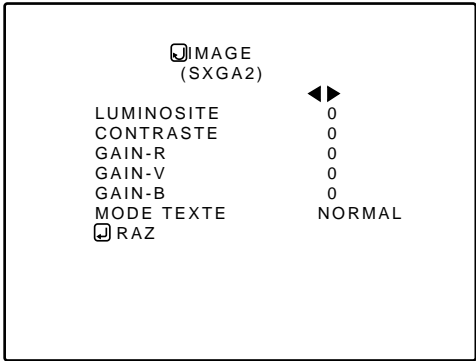 IMAGE
(SXGA2)
LUMINOSITE 0
CONTRASTE 0
GAIN-R 0
GAIN-V 0
GAIN-B 0
MODE TEXTE NORMAL
RAZ